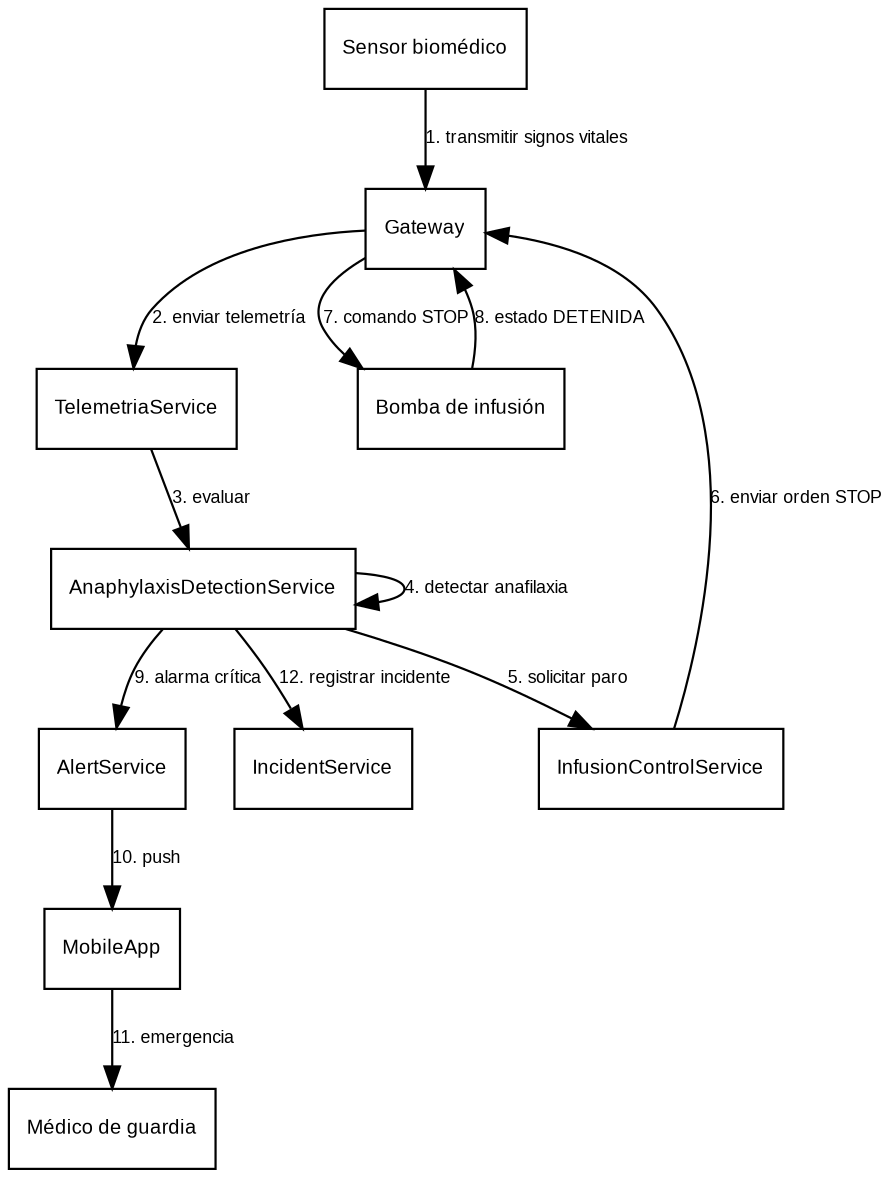 Sensor biomédico
1. transmitir signos vitales
Gateway
2. enviar telemetría
7. comando STOP
8. estado DETENIDA
TelemetriaService
Bomba de infusión
3. evaluar
6. enviar orden STOP
AnaphylaxisDetectionService
4. detectar anafilaxia
9. alarma crítica
12. registrar incidente
5. solicitar paro
AlertService
IncidentService
InfusionControlService
10. push
MobileApp
11. emergencia
Médico de guardia